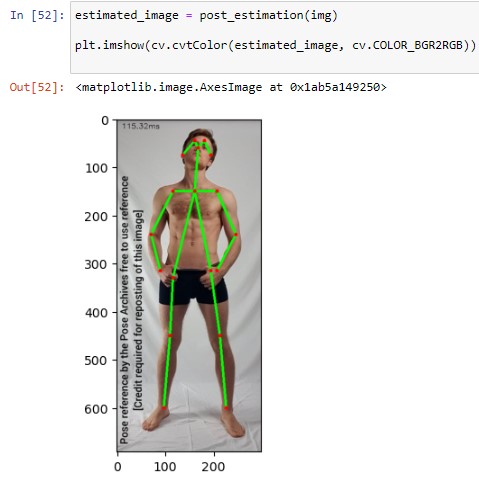 In [52]: estimated_image = post_estimation(img)
plt.imshow(cv.cvtColor(estimated_image, cv.COLOR_BGR2RGB))
Out[52]: <matplotlib.image.AxesImage at 0x1ab5a149250>
0
100
200
300
400
500
600
115.32ms
Pose reference by the Pose Archives free to use reference
[Credit required for reposting of this image]
0 100 200